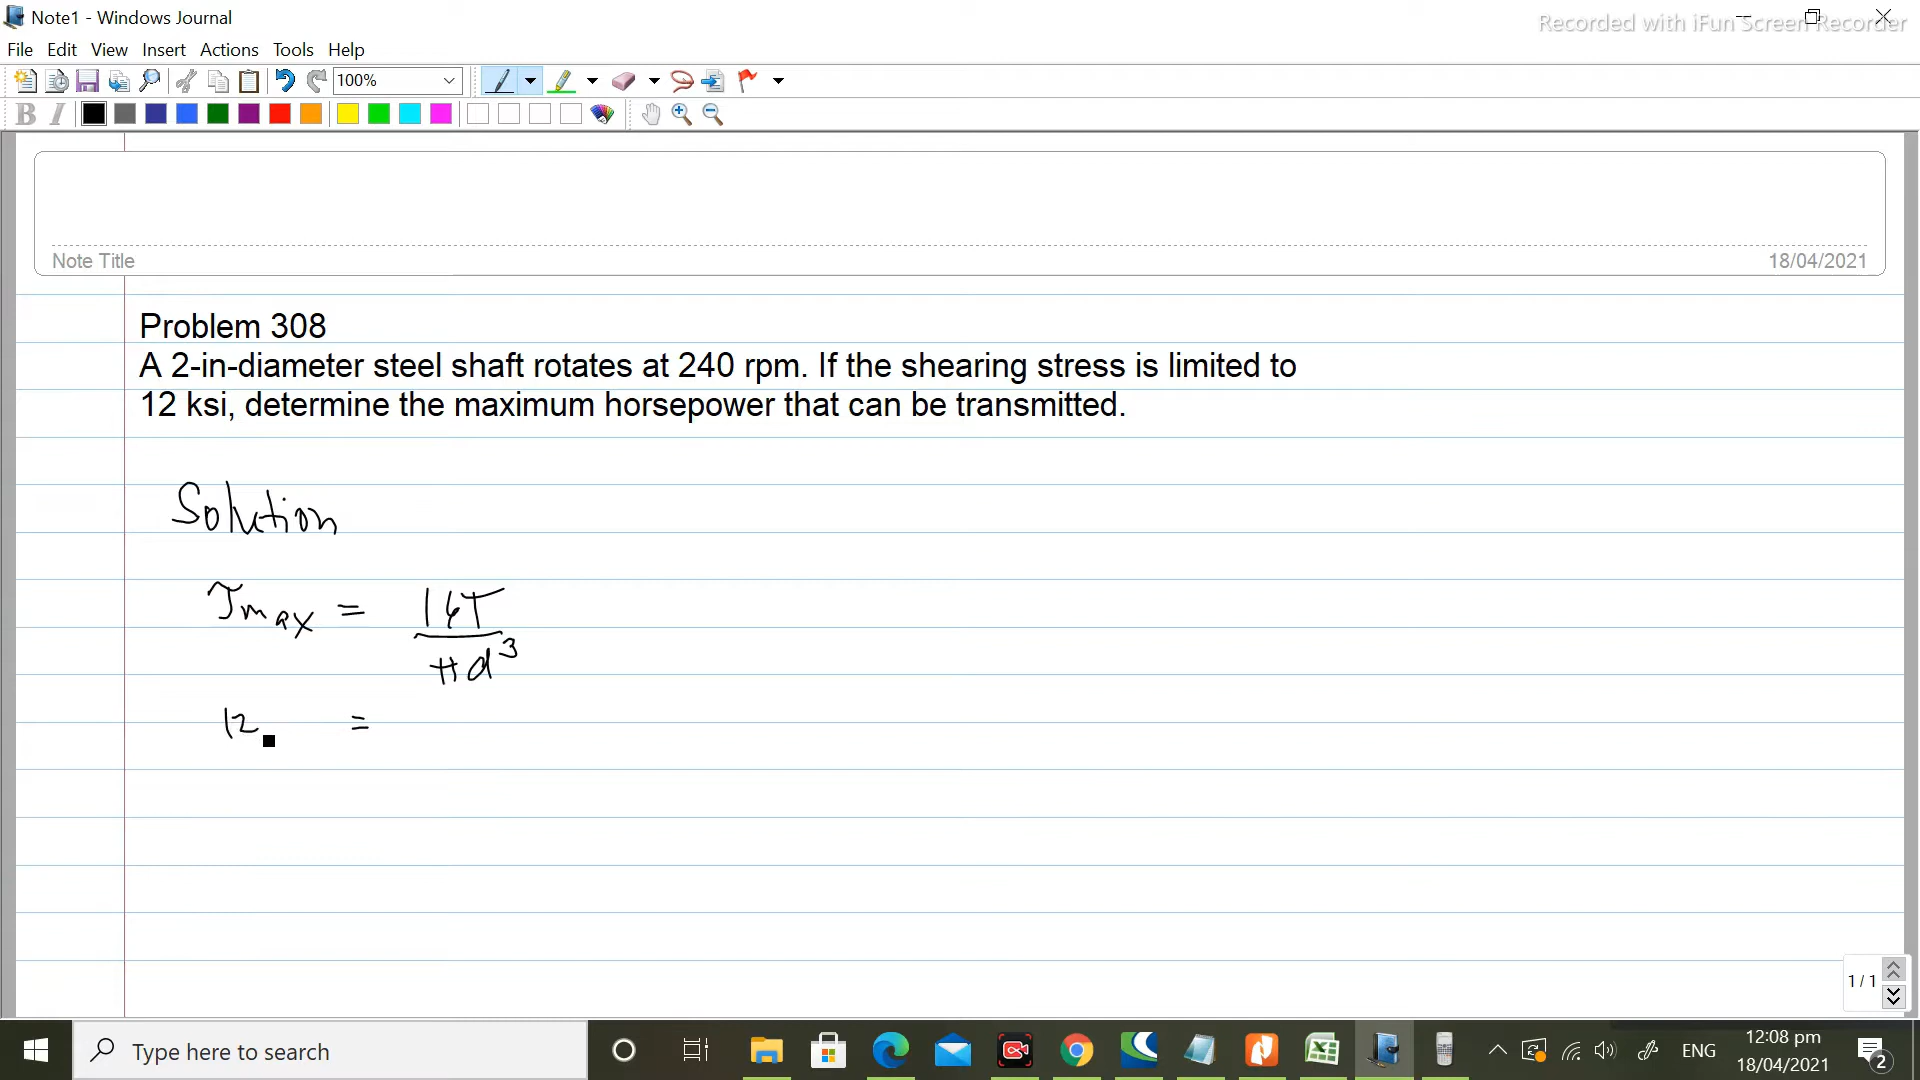 Note1 - Windows Journal
Recorded with iFun Screen Recorder
File Edit View Insert Actions Tools Help
100%
B I
Note Title
18/04/2021
Problem 308
A 2-in-diameter steel shaft rotates at 240 rpm. If the shearing stress is limited to
12 ksi, determine the maximum horsepower that can be transmitted.
Solution
τmax = 16T
πd³
12 =
1 / 1
Type here to search
ENG
12:08 pm
18/04/2021
2